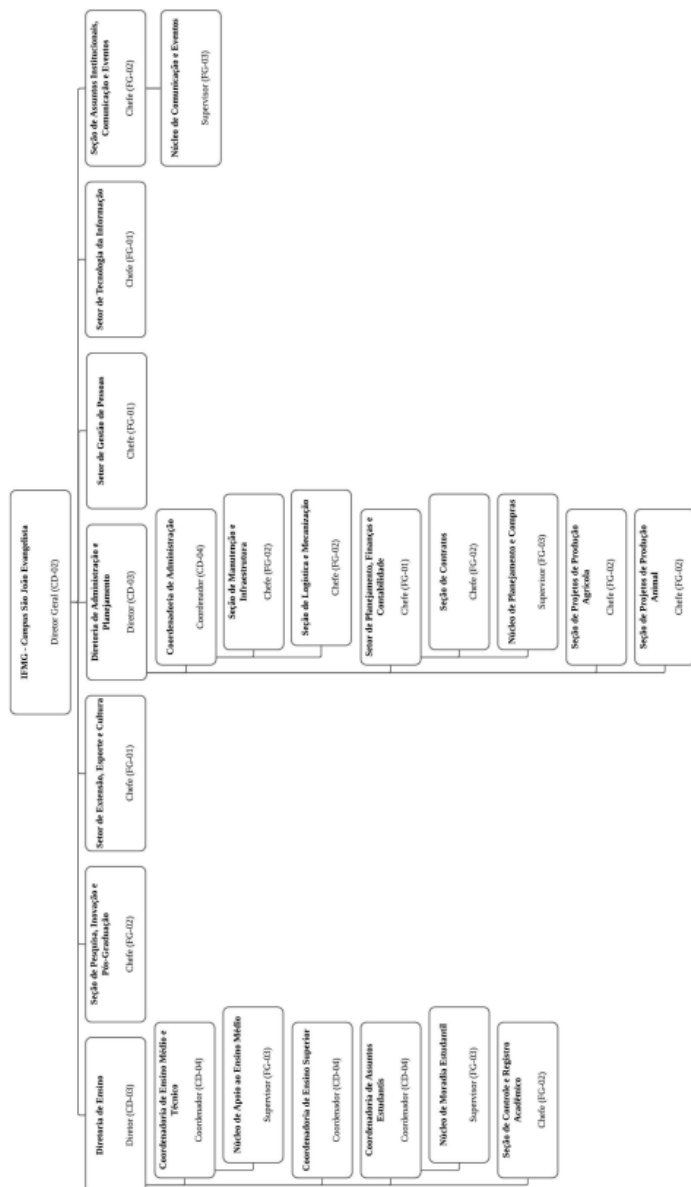 IFMG - Campus São João Evangelista
Diretor Geral (CD-02)
Diretoria de Ensino
Diretor (CD-03)
Coordenadoria de Ensino Médio e
Técnico
Coordenador (CD-04)
Núcleo de Apoio ao Ensino Médio
Supervisor (FG-03)
Coordenadoria de Ensino Superior
Coordenador (CD-04)
Coordenadoria de Assuntos
Estudantis
Coordenador (CD-04)
Núcleo de Moradia Estudantil
Supervisor (FG-03)
Seção de Controle e Registro
Acadêmico
Chefe (FG-02)
Seção de Pesquisa, Inovação e
Pós-Graduação
Chefe (FG-02)
Setor de Extensão, Esporte e Cultura
Chefe (FG-01)
Diretoria de Administração e
Planejamento
Diretor (CD-03)
Coordenadoria de Administração
Coordenador (CD-04)
Seção de Manutenção e
Infraestrutura
Chefe (FG-02)
Seção de Logística e Mecanização
Chefe (FG-02)
Setor de Planejamento, Finanças e
Contabilidade
Chefe (FG-01)
Seção de Contratos
Chefe (FG-02)
Núcleo de Planejamento e Compras
Supervisor (FG-03)
Seção de Projetos de Produção
Agrícola
Chefe (FG-02)
Seção de Projetos de Produção
Animal
Chefe (FG-02)
Setor de Gestão de Pessoas
Chefe (FG-01)
Setor de Tecnologia da Informação
Chefe (FG-01)
Seção de Assuntos Institucionais,
Comunicação e Eventos
Chefe (FG-02)
Núcleo de Comunicação e Eventos
Supervisor (FG-03)